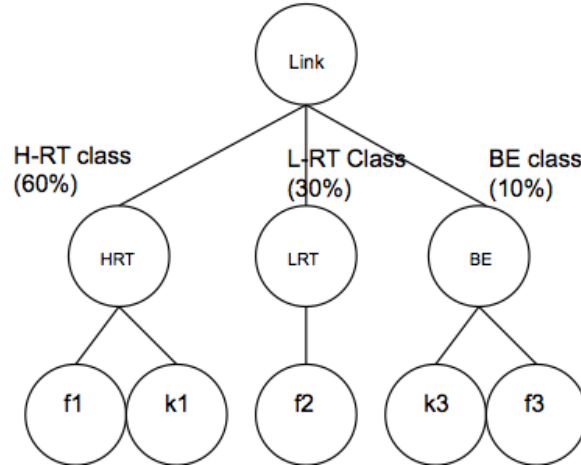 Link
H-RT class
(60%)
L-RT Class
(30%)
BE class
(10%)
HRT
LRT
BE
f1
k1
f2
k3
f3